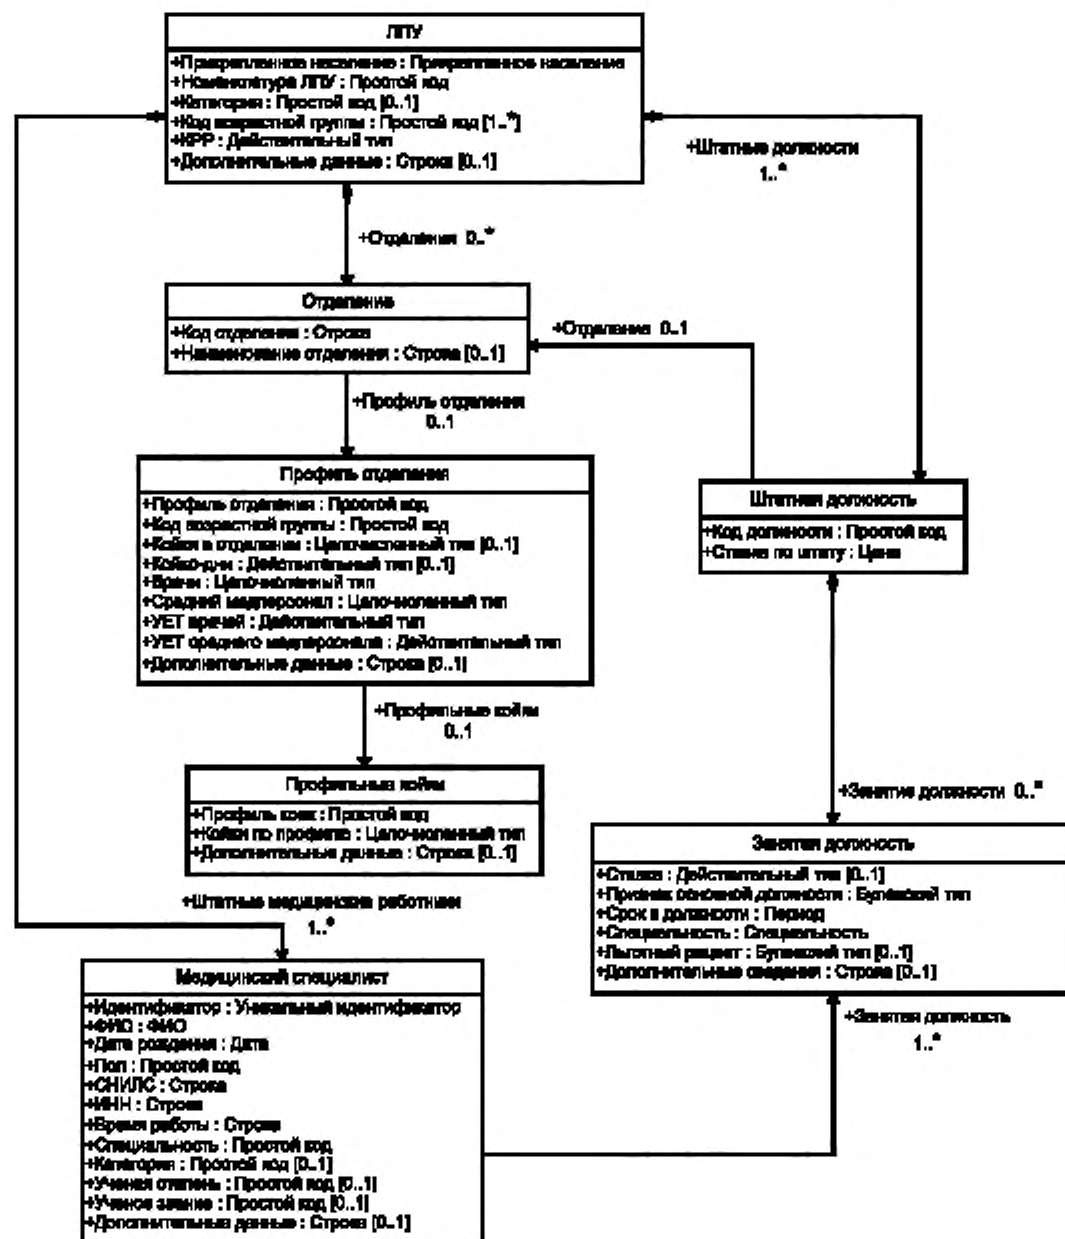 ЛПУ
+Прикрепленное население : Прикрепленное население
+Номенклатура ЛПУ : Простой код
+Категория : Простой код [0..1]
+Код возрастной группы : Простой код [1..*]
+КРР : Действительный тип
+Дополнительные данные : Строка [0..1]
+Штатные должности
1..*
+Отделения 0..*
Отделение
+Код отделения : Строка
+Наименование отделения : Строка [0..1]
+Отделение 0..1
+Профиль отделения
0..1
Профиль отделения
+Профиль отделения : Простой код
+Код возрастной группы : Простой код
+Койки в отделении : Целочисленный тип [0..1]
+Койко-дни : Действительный тип [0..1]
+Врачи : Целочисленный тип
+Средний медперсонал : Целочисленный тип
+УЕТ врачей : Действительный тип
+УЕТ среднего медперсонала : Действительный тип
+Дополнительные данные : Строка [0..1]
Штатная должность
+Код должности : Простой код
+Ставка по штату : Цена
+Профильные койки
0..1
Профильные койки
+Профиль коек : Простой код
+Койки по профилю : Целочисленный тип
+Дополнительные данные : Строка [0..1]
+Занятие должности 0..*
Занятая должность
+Ставка : Действительный тип [0..1]
+Признак основной должности : Булевский тип
+Срок в должности : Период
+Специальность : Специальность
+Льготный рецепт : Булевский тип [0..1]
+Дополнительные сведения : Строка [0..1]
+Штатные медицинские работники
1..*
Медицинский специалист
+Идентификатор : Уникальный идентификатор
+ФИО : ФИО
+Дата рождения : Дата
+Пол : Простой код
+СНИЛС : Строка
+ИНН : Строка
+Время работы : Строка
+Специальность : Простой код
+Категория : Простой код [0..1]
+Ученая степень : Простой код [0..1]
+Ученое звание : Простой код [0..1]
+Дополнительные данные : Строка [0..1]
+Занятая должность
1..*